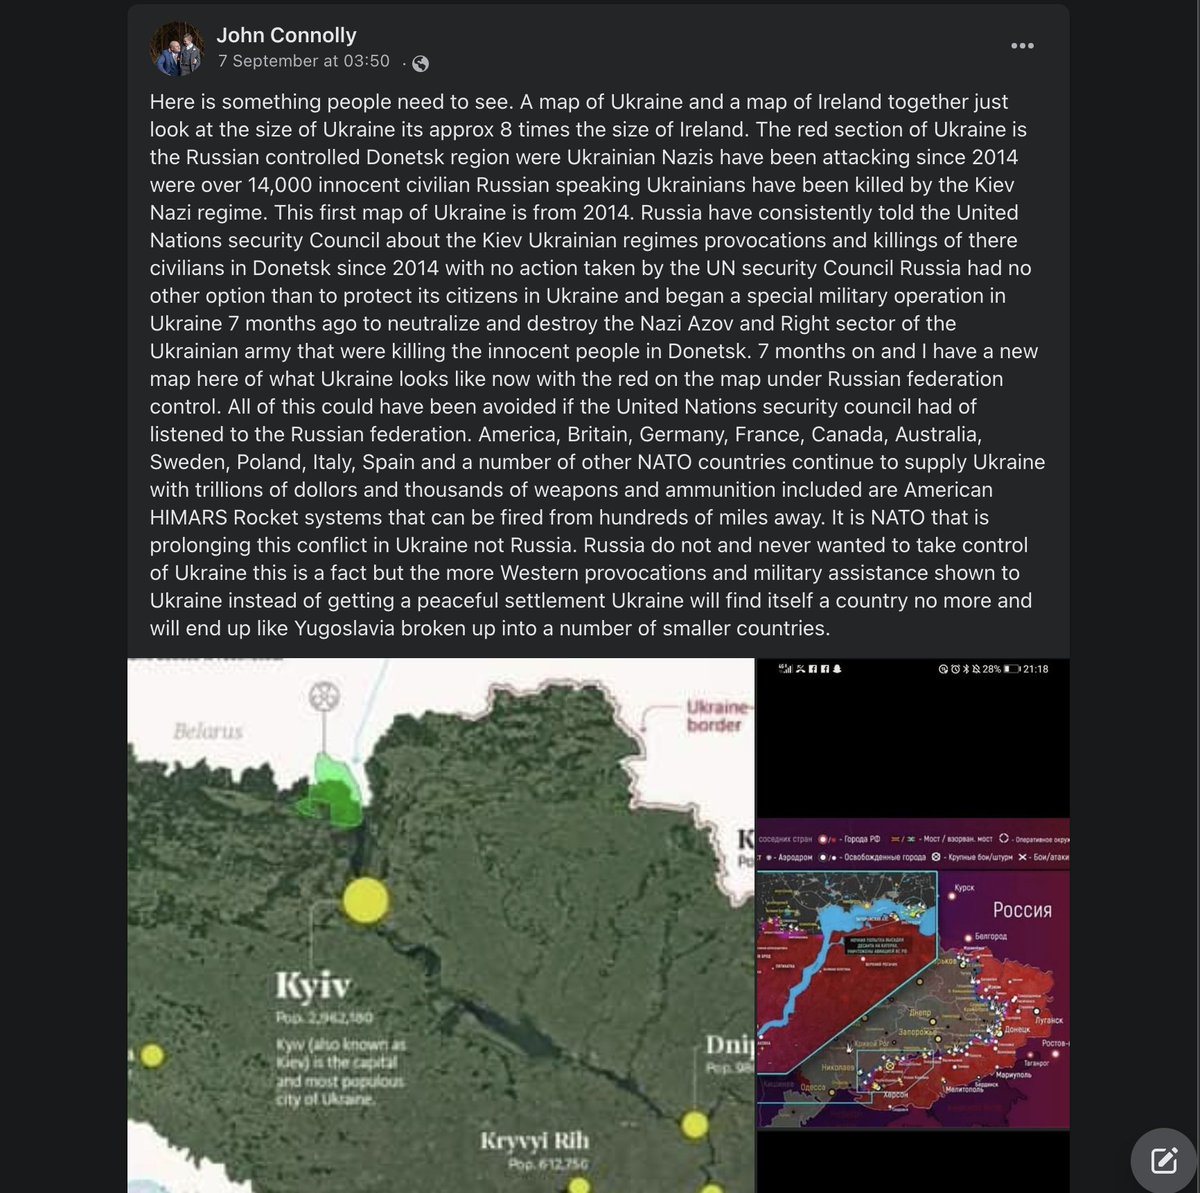 John Connolly
7 September at 03:50 ·
Here is something people need to see. A map of Ukraine and a map of Ireland together just
look at the size of Ukraine its approx 8 times the size of Ireland. The red section of Ukraine is
the Russian controlled Donetsk region were Ukrainian Nazis have been attacking since 2014
were over 14,000 innocent civilian Russian speaking Ukrainians have been killed by the Kiev
Nazi regime. This first map of Ukraine is from 2014. Russia have consistently told the United
Nations security Council about the Kiev Ukrainian regimes provocations and killings of there
civilians in Donetsk since 2014 with no action taken by the UN security Council Russia had no
other option than to protect its citizens in Ukraine and began a special military operation in
Ukraine 7 months ago to neutralize and destroy the Nazi Azov and Right sector of the
Ukrainian army that were killing the innocent people in Donetsk. 7 months on and I have a new
map here of what Ukraine looks like now with the red on the map under Russian federation
control. All of this could have been avoided if the United Nations security council had of
listened to the Russian federation. America, Britain, Germany, France, Canada, Australia,
Sweden, Poland, Italy, Spain and a number of other NATO countries continue to supply Ukraine
with trillions of dollors and thousands of weapons and ammunition included are American
HIMARS Rocket systems that can be fired from hundreds of miles away. It is NATO that is
prolonging this conflict in Ukraine not Russia. Russia do not and never wanted to take control
of Ukraine this is a fact but the more Western provocations and military assistance shown to
Ukraine instead of getting a peaceful settlement Ukraine will find itself a country no more and
will end up like Yugoslavia broken up into a number of smaller countries.
Belarus
Ukraine
border
Kyiv
Pop. 2,962,180
Kyiv (also known as
Kiev) is the capital
and most populous
city of Ukraine.
K
Po
Dnip
Pop. 98
Kryvyi Rih
Pop. 612,750
28% 21:18
соседних стран - Города РФ / - Мост / взорван. мост - Оперативное окру
- Аэродром / - Освобожденные города - Крупные бои/штурм - Бои/атаки
Курск
Россия
Белгород
Днепр
Запорожье
Кривой Рог
Николаев
Одесса
Херсон
Мелитополь
Бердянск
Мариуполь
Таганрог
Ростов-
Донецк
Луганск
Кишинев